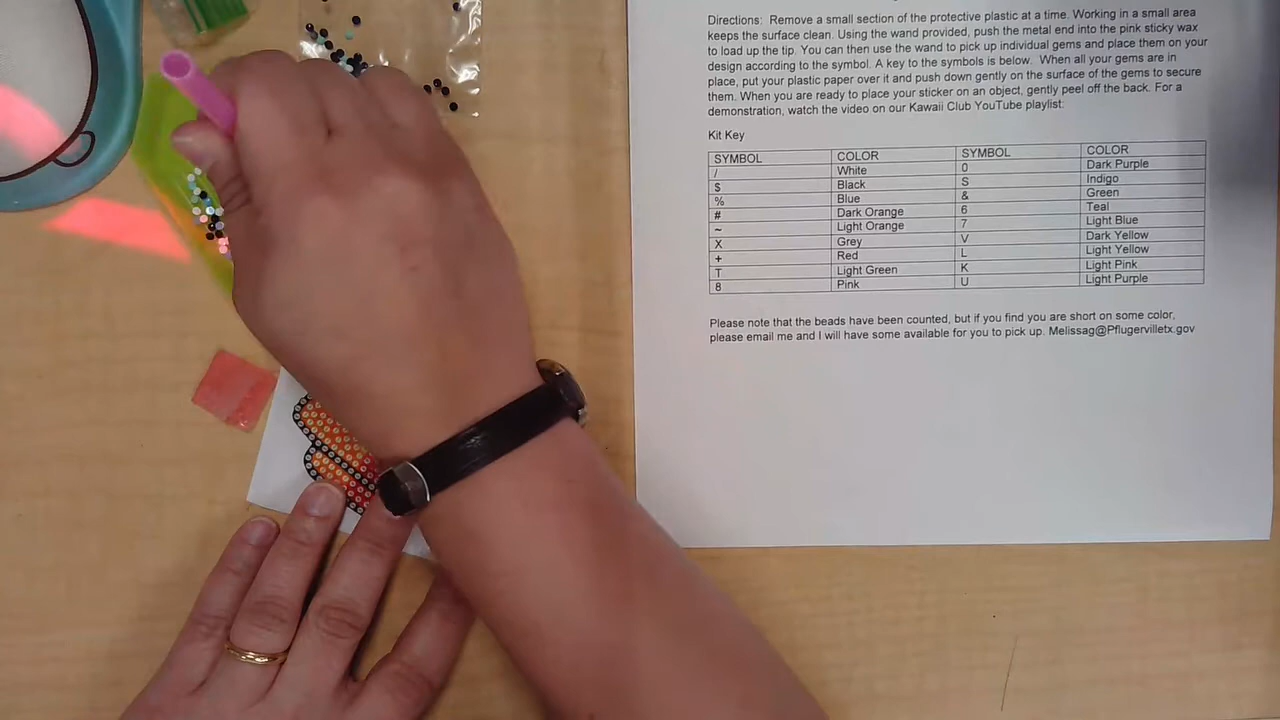 Directions: Remove a small section of the protective plastic at a time. Working in a small area
keeps the surface clean. Using the wand provided, push the metal end into the pink sticky wax
to load up the tip. You can then use the wand to pick up individual gems and place them on your
design according to the symbol. A key to the symbols is below. When all your gems are in
place, put your plastic paper over it and push down gently on the surface of the gems to secure
them. When you are ready to place your sticker on an object, gently peel off the back. For a
demonstration, watch the video on our Kawaii Club YouTube playlist:
Kit Key
SYMBOL COLOR SYMBOL COLOR
/ White 0 Dark Purple
$ Black S Indigo
% Blue & Green
# Dark Orange 6 Teal
~ Light Orange 7 Light Blue
X Grey V Dark Yellow
+ Red L Light Yellow
T Light Green K Light Pink
8 Pink U Light Purple
Please note that the beads have been counted, but if you find you are short on some color,
please email me and I will have some available for you to pick up. Melissag@Pflugervilletx.gov